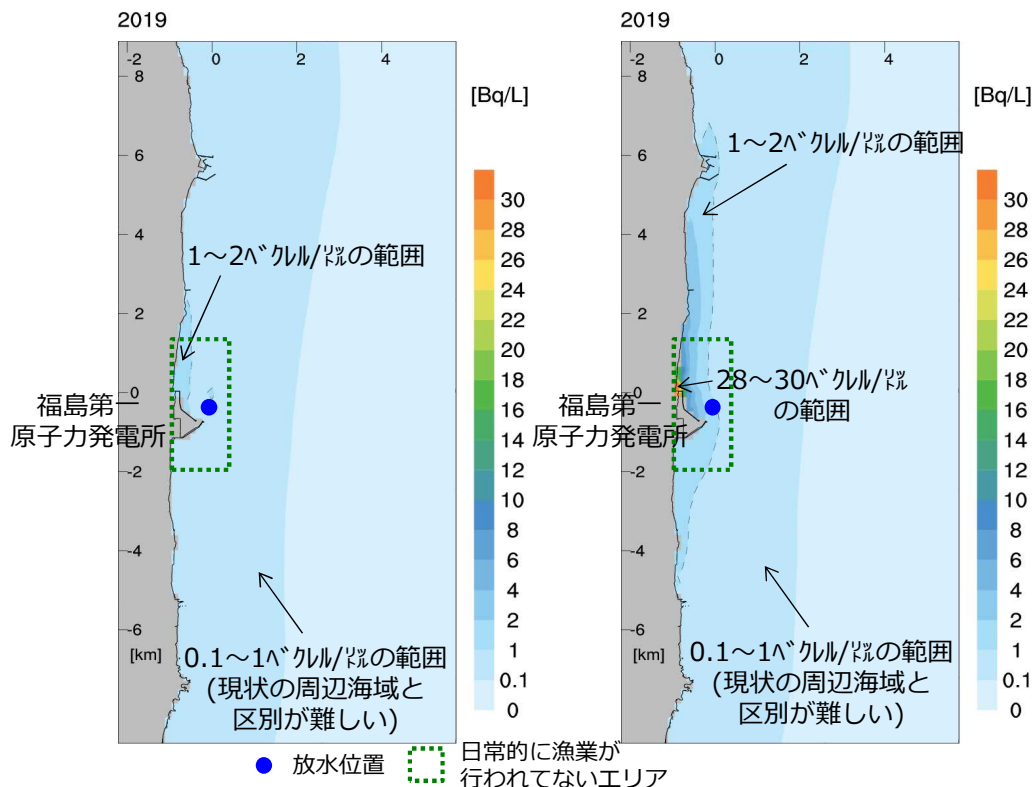 2019
-2
0
2
4
8
6
4
2
0
-2
-4
-6
[km]
1～2ﾍﾞｸﾚﾙ/㍑の範囲
福島第一
原子力発電所
0.1～1ﾍﾞｸﾚﾙ/㍑の範囲
(現状の周辺海域と
区別が難しい)
[Bq/L]
30
28
26
24
22
20
18
16
14
12
10
8
6
4
2
1
0.1
0
2019
-2
0
2
4
8
6
4
2
0
-2
-4
-6
[km]
1～2ﾍﾞｸﾚﾙ/㍑の範囲
28～30ﾍﾞｸﾚﾙ/㍑
の範囲
福島第一
原子力発電所
0.1～1ﾍﾞｸﾚﾙ/㍑の範囲
(現状の周辺海域と
区別が難しい)
[Bq/L]
30
28
26
24
22
20
18
16
14
12
10
8
6
4
2
1
0.1
0
放水位置
日常的に漁業が
行われてないエリア